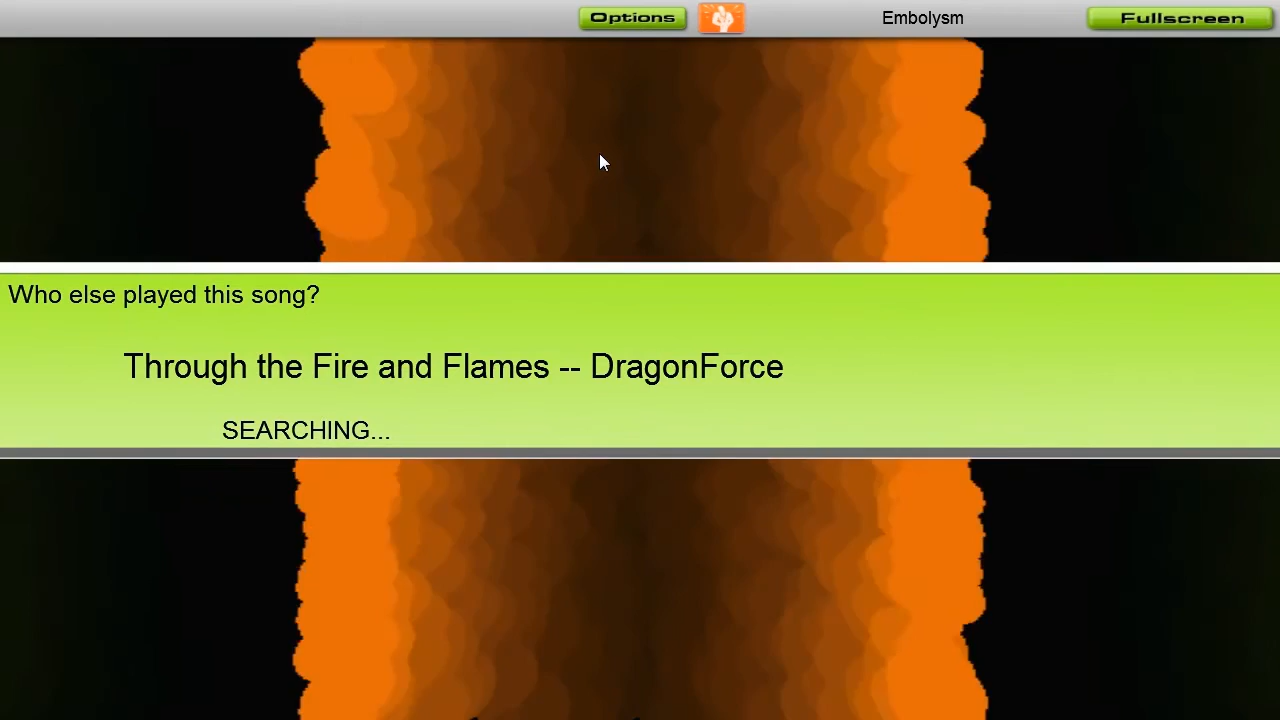 Options
Embolysm
Fullscreen
Who else played this song?
Through the Fire and Flames -- DragonForce
SEARCHING...